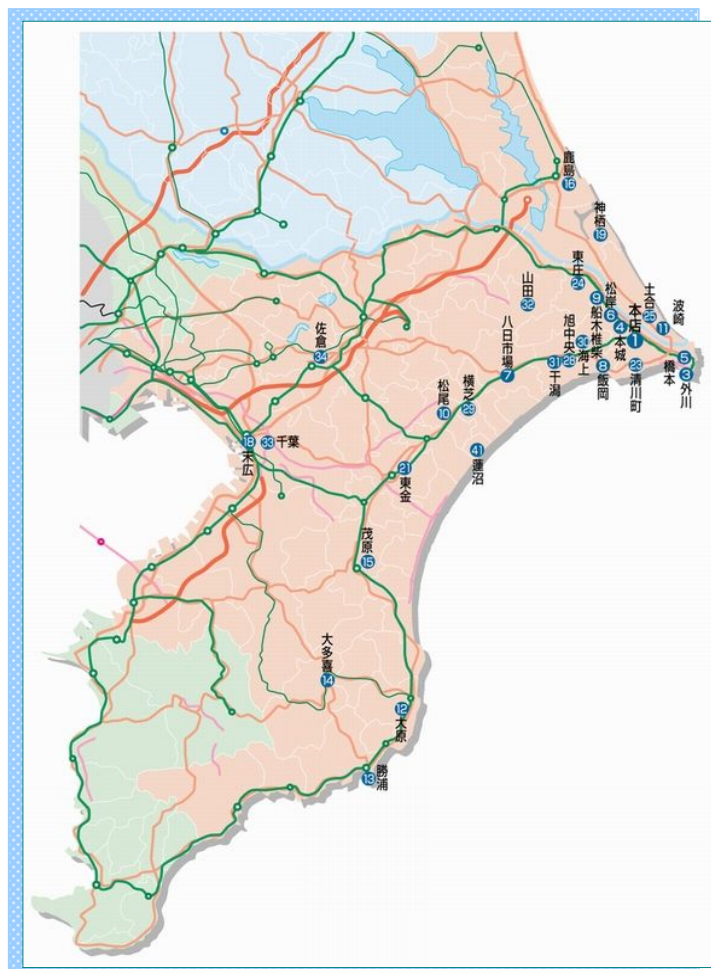 鹿島
16
神栖
19
東庄
24
山田
32
9
船木椎柴
松岸
6
4
本城
本店
1
土合
25
波崎
11
佐倉
34
八日市場
7
旭中央
28
30
海上
31
干潟
8
飯岡
23
清川町
橋本
5
3
外川
横芝
29
松尾
10
41
蓮沼
18
末広
33
千葉
21
東金
茂原
15
大多喜
14
12
大原
13
勝浦